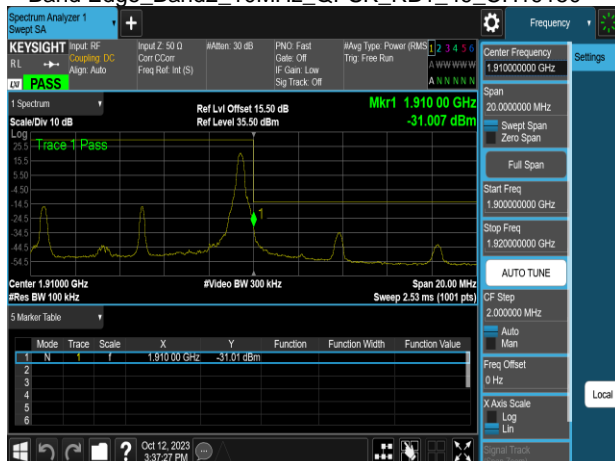 Spectrum Analyzer 1
Swept SA
+
Frequency
KEYSIGHT
RL
Input: RF
Coupling: DC
Align: Auto
Input Z: 50 Ω
Corr CCorr
Freq Ref: Int (S)
#Atten: 30 dB
PNO: Fast
Gate: Off
IF Gain: Low
Sig Track: Off
#Avg Type: Power (RMS
Trig: Free Run
1 2 3 4 5 6
A W W W W W
A N N N N N
PASS
1 Spectrum
Scale/Div 10 dB
Ref Lvl Offset 15.50 dB
Ref Level 35.50 dBm
Mkr1 1.910 00 GHz
-31.007 dBm
Log
Trace 1 Pass
25.5
15.5
5.50
-4.50
-14.5
-24.5
-34.5
-44.5
-54.5
1
Center 1.91000 GHz
#Video BW 300 kHz
Span 20.00 MHz
#Res BW 100 kHz
Sweep 2.53 ms (1001 pts)
5 Marker Table
Mode Trace Scale X Y Function Function Width Function Value
1 N 1 f 1.910 00 GHz -31.01 dBm
2
3
4
5
6
Oct 12, 2023
3:37:27 PM
Center Frequency
1.910000000 GHz
Settings
Span
20.0000000 MHz
Swept Span
Zero Span
Full Span
Start Freq
1.900000000 GHz
Stop Freq
1.920000000 GHz
AUTO TUNE
CF Step
2.000000 MHz
Auto
Man
Freq Offset
0 Hz
X Axis Scale
Log
Lin
Signal Track
Local